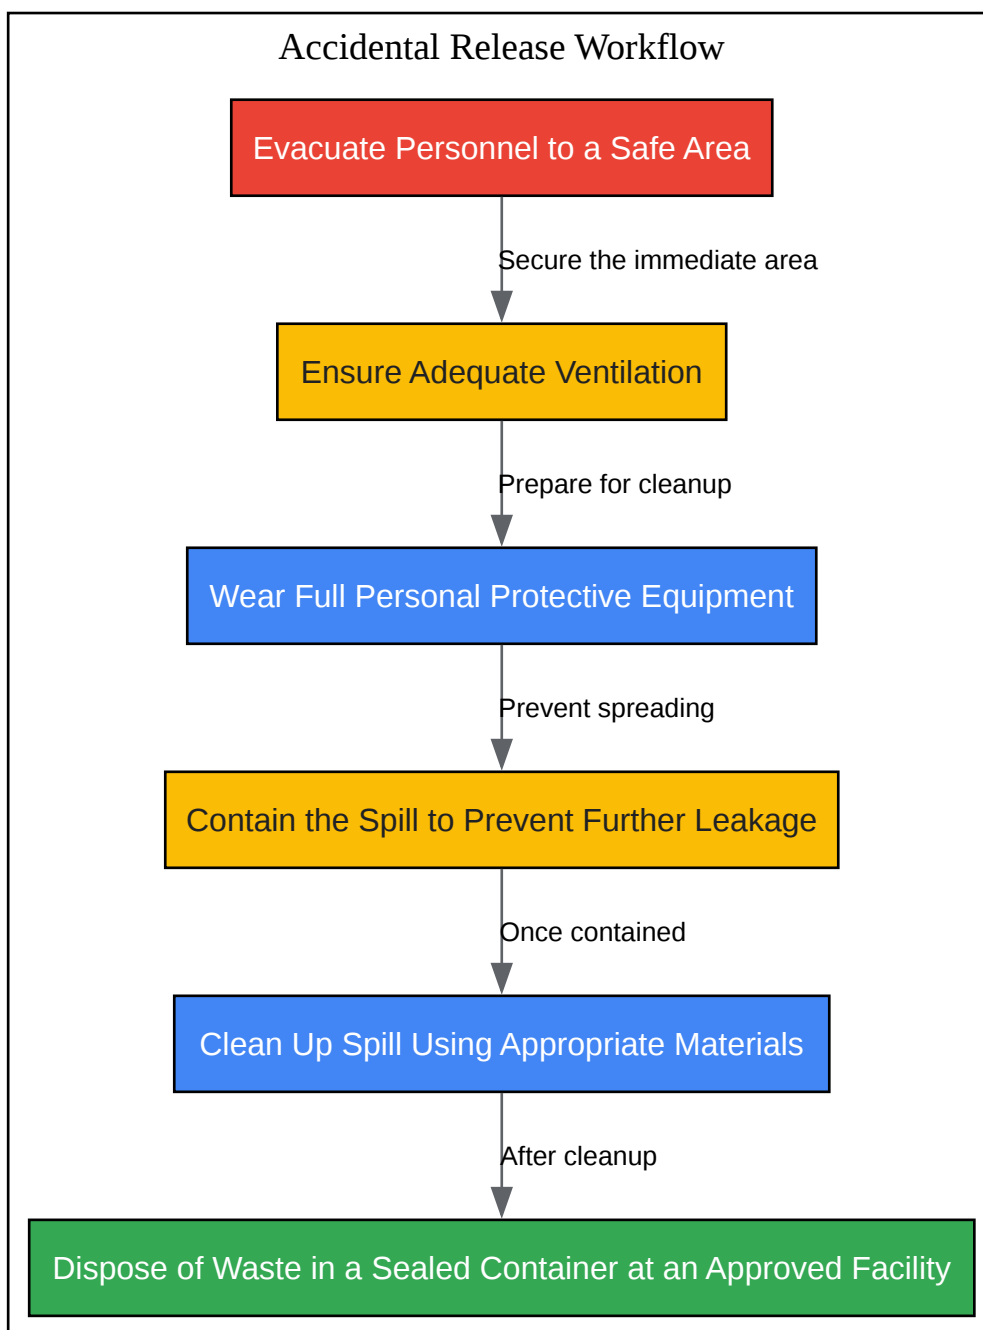 Accidental Release Workflow
Evacuate Personnel to a Safe Area
Secure the immediate area
Ensure Adequate Ventilation
Prepare for cleanup
Wear Full Personal Protective Equipment
Prevent spreading
Contain the Spill to Prevent Further Leakage
Once contained
Clean Up Spill Using Appropriate Materials
After cleanup
Dispose of Waste in a Sealed Container at an Approved Facility